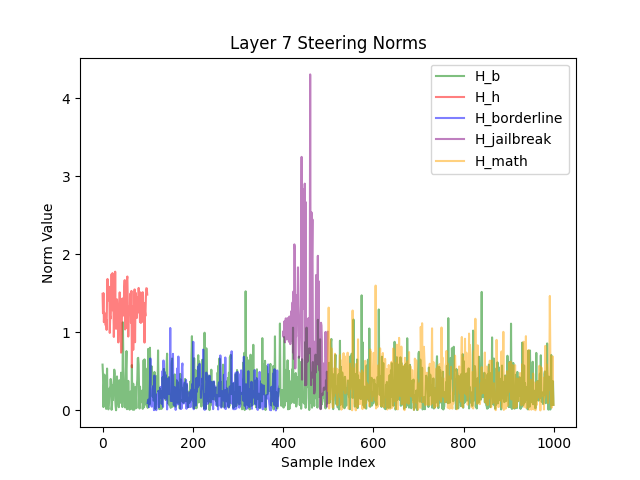 Layer 7 Steering Norms
H_b
H_h
H_borderline
H_jailbreak
H_math
Norm Value
4
3
2
1
0
0
200
400
600
800
1000
Sample Index